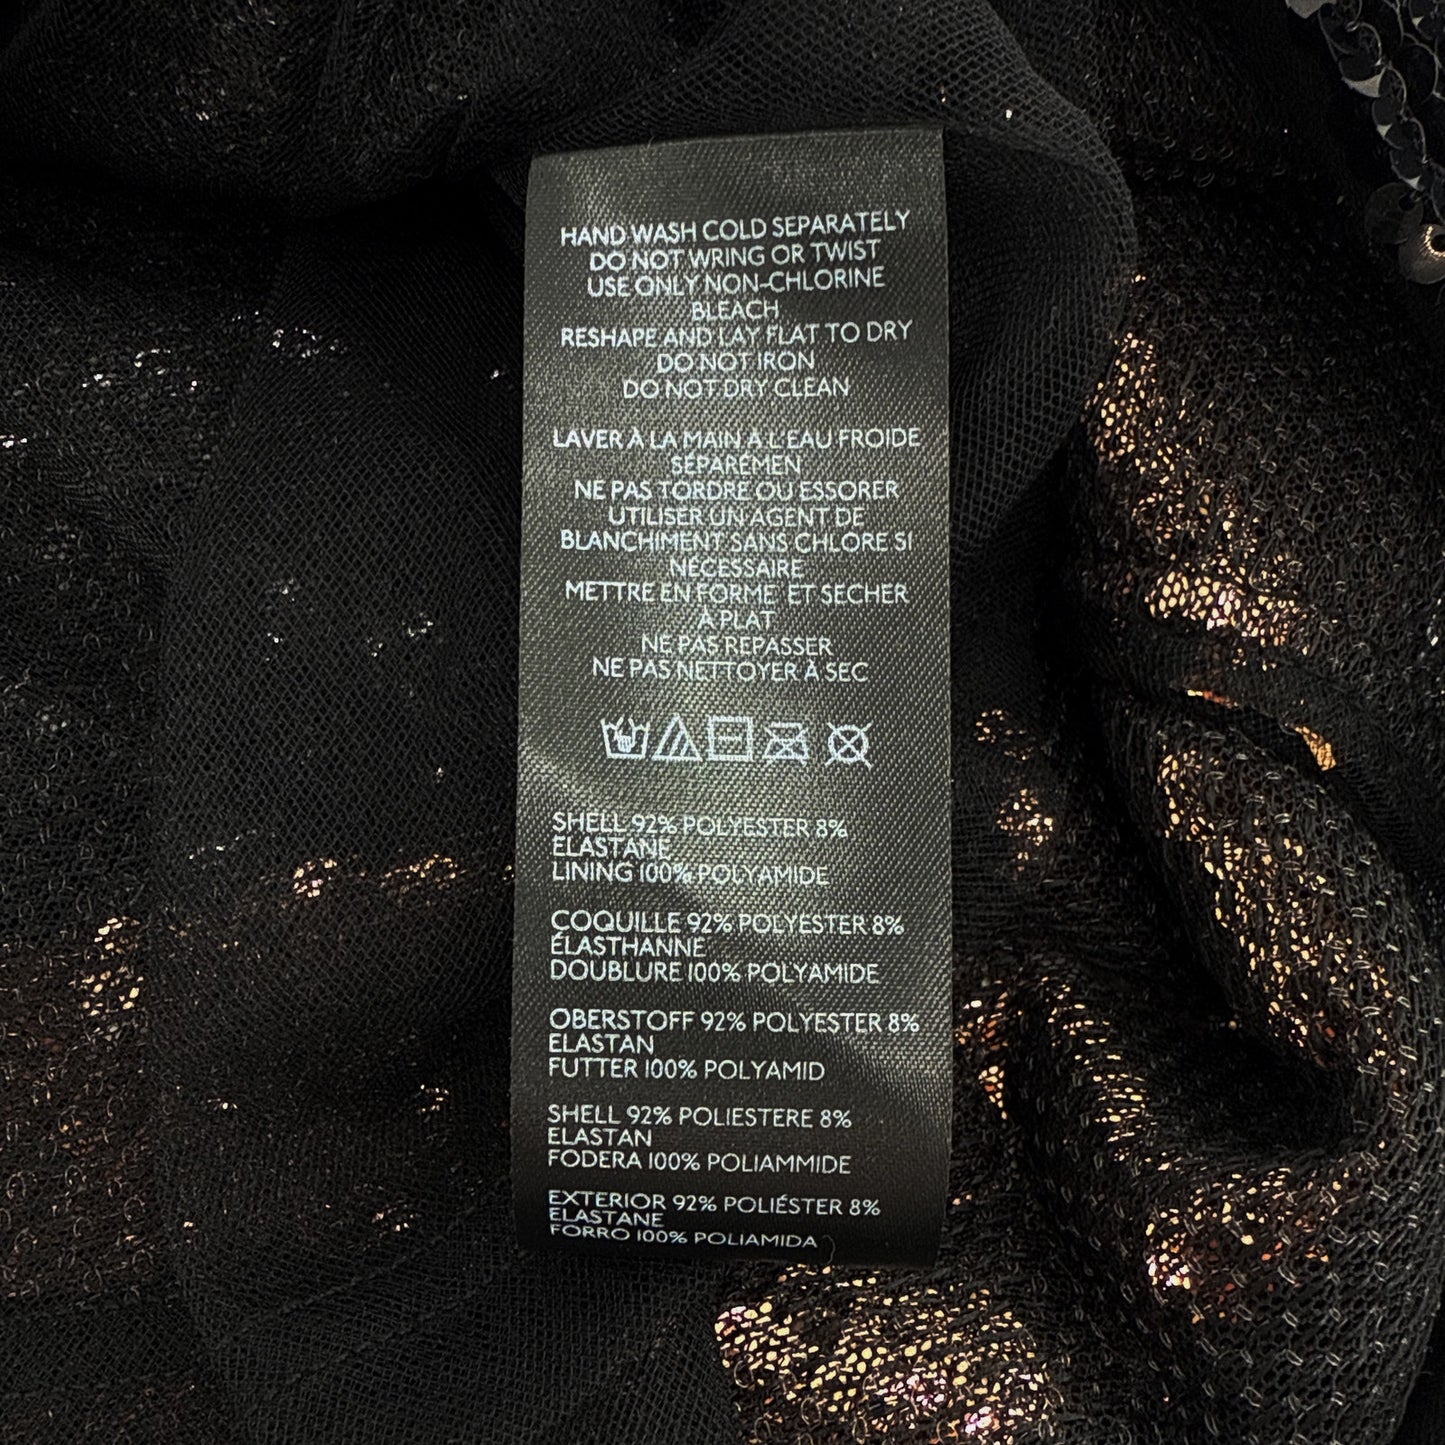 HAND WASH COLD SEPARATELY
DO NOT WRING OR TWIST
USE ONLY NON-CHLORINE
BLEACH
RESHAPE AND LAY FLAT TO DRY
DO NOT IRON
DO NOT DRY CLEAN
LAVER À LA MAIN À L'EAU FROIDE
SÉPARÉMEN
NE PAS TORDRE OU ESSORER
UTILISER UN AGENT DE
BLANCHIMENT SANS CHLORE SI
NÉCESSAIRE
METTRE EN FORME ET SECHER
À PLAT
NE PAS REPASSER
NE PAS NETTOYER À SEC
SHELL 92% POLYESTER 8%
ELASTANE
LINING 100% POLYAMIDE
COQUILLE 92% POLYESTER 8%
ÉLASTHANNE
DOUBLURE 100% POLYAMIDE
OBERSTOFF 92% POLYESTER 8%
ELASTAN
FUTTER 100% POLYAMID
SHELL 92% POLIESTERE 8%
ELASTAN
FODERA 100% POLIAMMIDE
EXTERIOR 92% POLIÉSTER 8%
ELASTANE
FORRO 100% POLIAMIDA